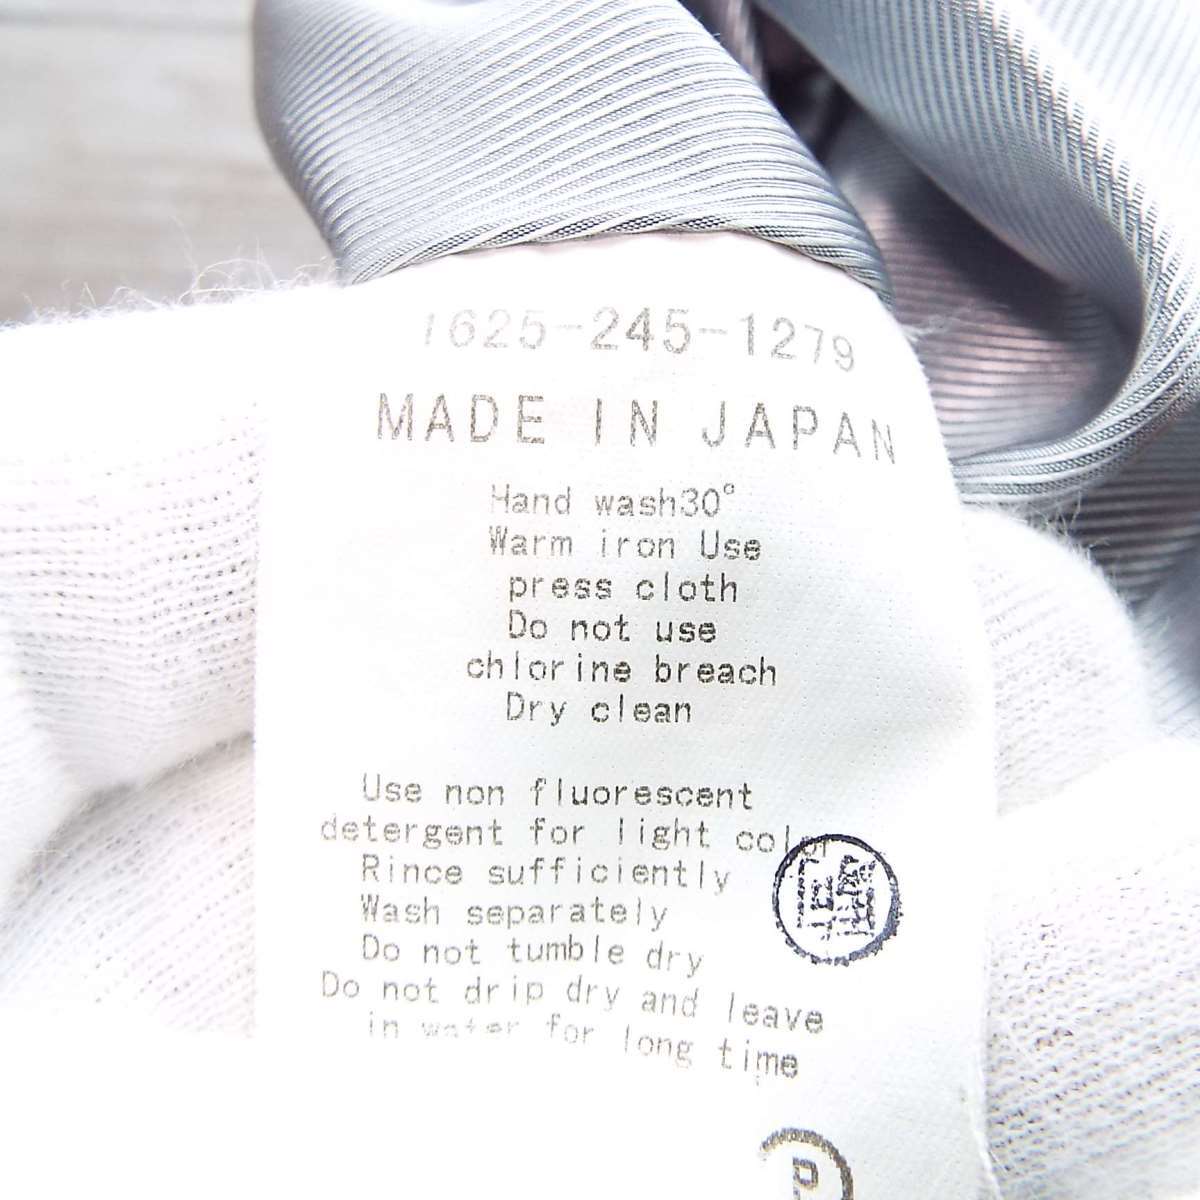 1625-245-1279
MADE IN JAPAN
Hand wash30°
Warm iron Use
press cloth
Do not use
chlorine breach
Dry clean
Use non fluorescent
detergent for light color
Rince sufficiently
Wash separately
Do not tumble dry
Do not drip dry and leave
in water for long time
P